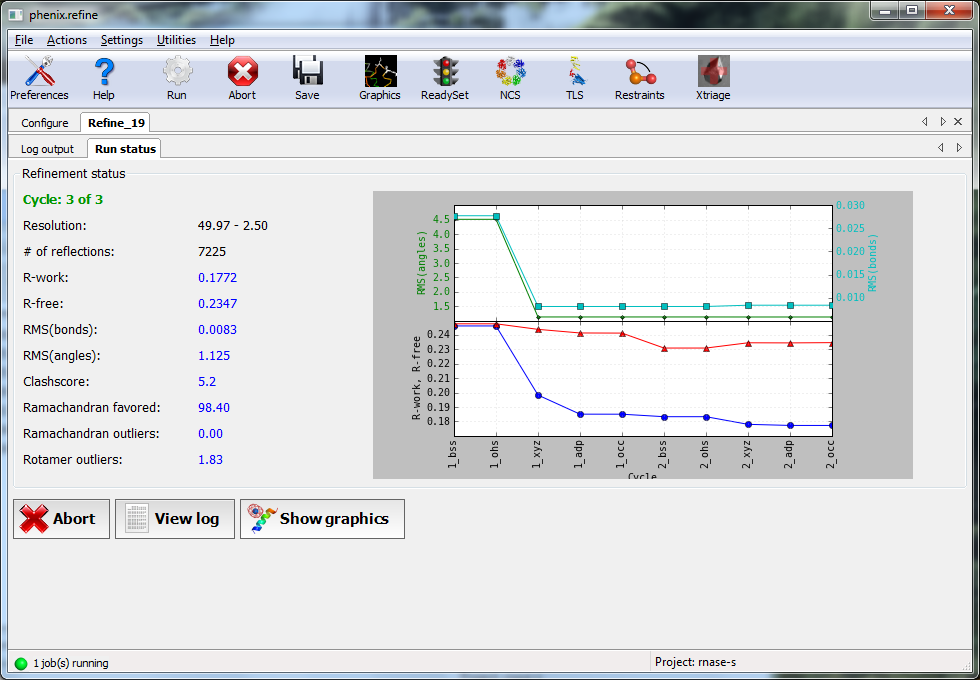 phenix.refine
File Actions Settings Utilities Help
Preferences Help Run Abort Save Graphics ReadySet NCS TLS Restraints Xtriage
Configure Refine_19
Log output Run status
Refinement status
Cycle: 3 of 3
Resolution: 49.97 - 2.50
# of reflections: 7225
R-work: 0.1772
R-free: 0.2347
RMS(bonds): 0.0083
RMS(angles): 1.125
Clashscore: 5.2
Ramachandran favored: 98.40
Ramachandran outliers: 0.00
Rotamer outliers: 1.83
RMS(angles)
4.5
4.0
3.5
3.0
2.5
2.0
1.5
0.030
0.025
0.020
0.015
0.010
RMS(bonds)
R-work, R-free
0.24
0.23
0.22
0.21
0.20
0.19
0.18
1_bss 1_ohs 1_xyz 1_adp 1_occ 2_bss 2_ohs 2_xyz 2_adp 2_occ
Cycle
Abort View log Show graphics
1 job(s) running Project: rnase-s